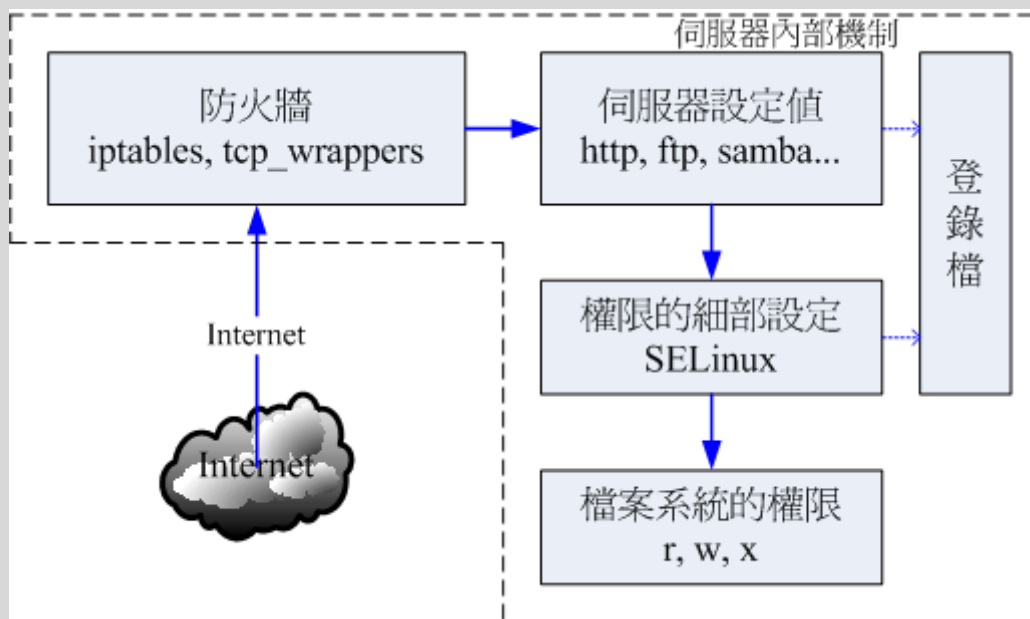 伺服器內部機制
防火牆
iptables, tcp_wrappers
伺服器設定值
http, ftp, samba...
登錄檔
Internet
權限的細部設定
SELinux
Internet
檔案系統的權限
r, w, x